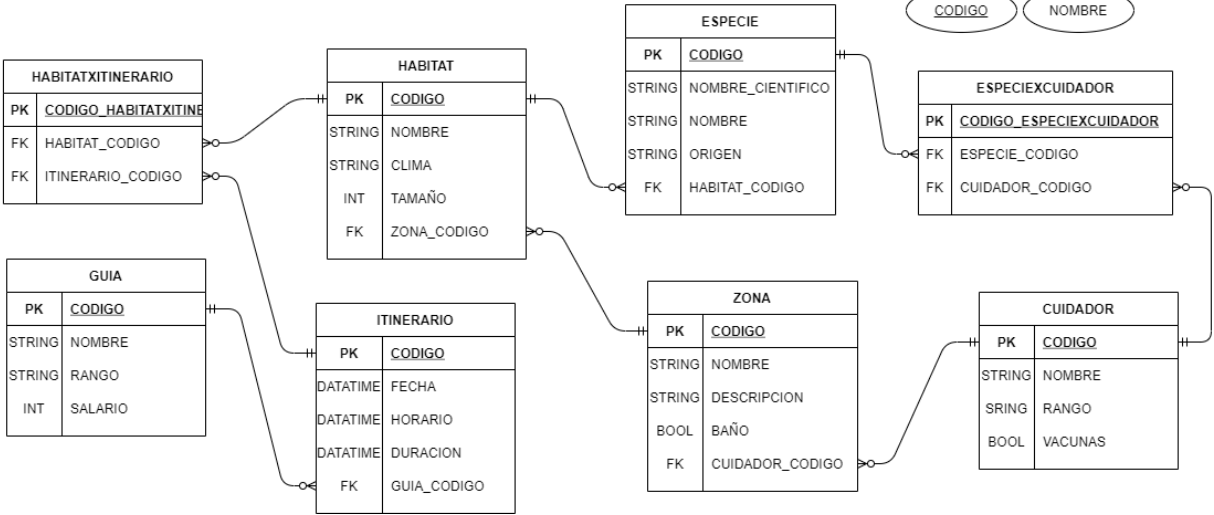 CODIGO NOMBRE
HABITATXITINERARIO
PK CODIGO_HABITATXITINE
FK HABITAT_CODIGO
FK ITINERARIO_CODIGO
HABITAT
PK CODIGO
STRING NOMBRE
STRING CLIMA
INT TAMAÑO
FK ZONA_CODIGO
ESPECIE
PK CODIGO
STRING NOMBRE_CIENTIFICO
STRING NOMBRE
STRING ORIGEN
FK HABITAT_CODIGO
ESPECIEXCUIDADOR
PK CODIGO_ESPECIEXCUIDADOR
FK ESPECIE_CODIGO
FK CUIDADOR_CODIGO
GUIA
PK CODIGO
STRING NOMBRE
STRING RANGO
INT SALARIO
ITINERARIO
PK CODIGO
DATATIME FECHA
DATATIME HORARIO
DATATIME DURACION
FK GUIA_CODIGO
ZONA
PK CODIGO
STRING NOMBRE
STRING DESCRIPCION
BOOL BAÑO
FK CUIDADOR_CODIGO
CUIDADOR
PK CODIGO
STRING NOMBRE
SRING RANGO
BOOL VACUNAS